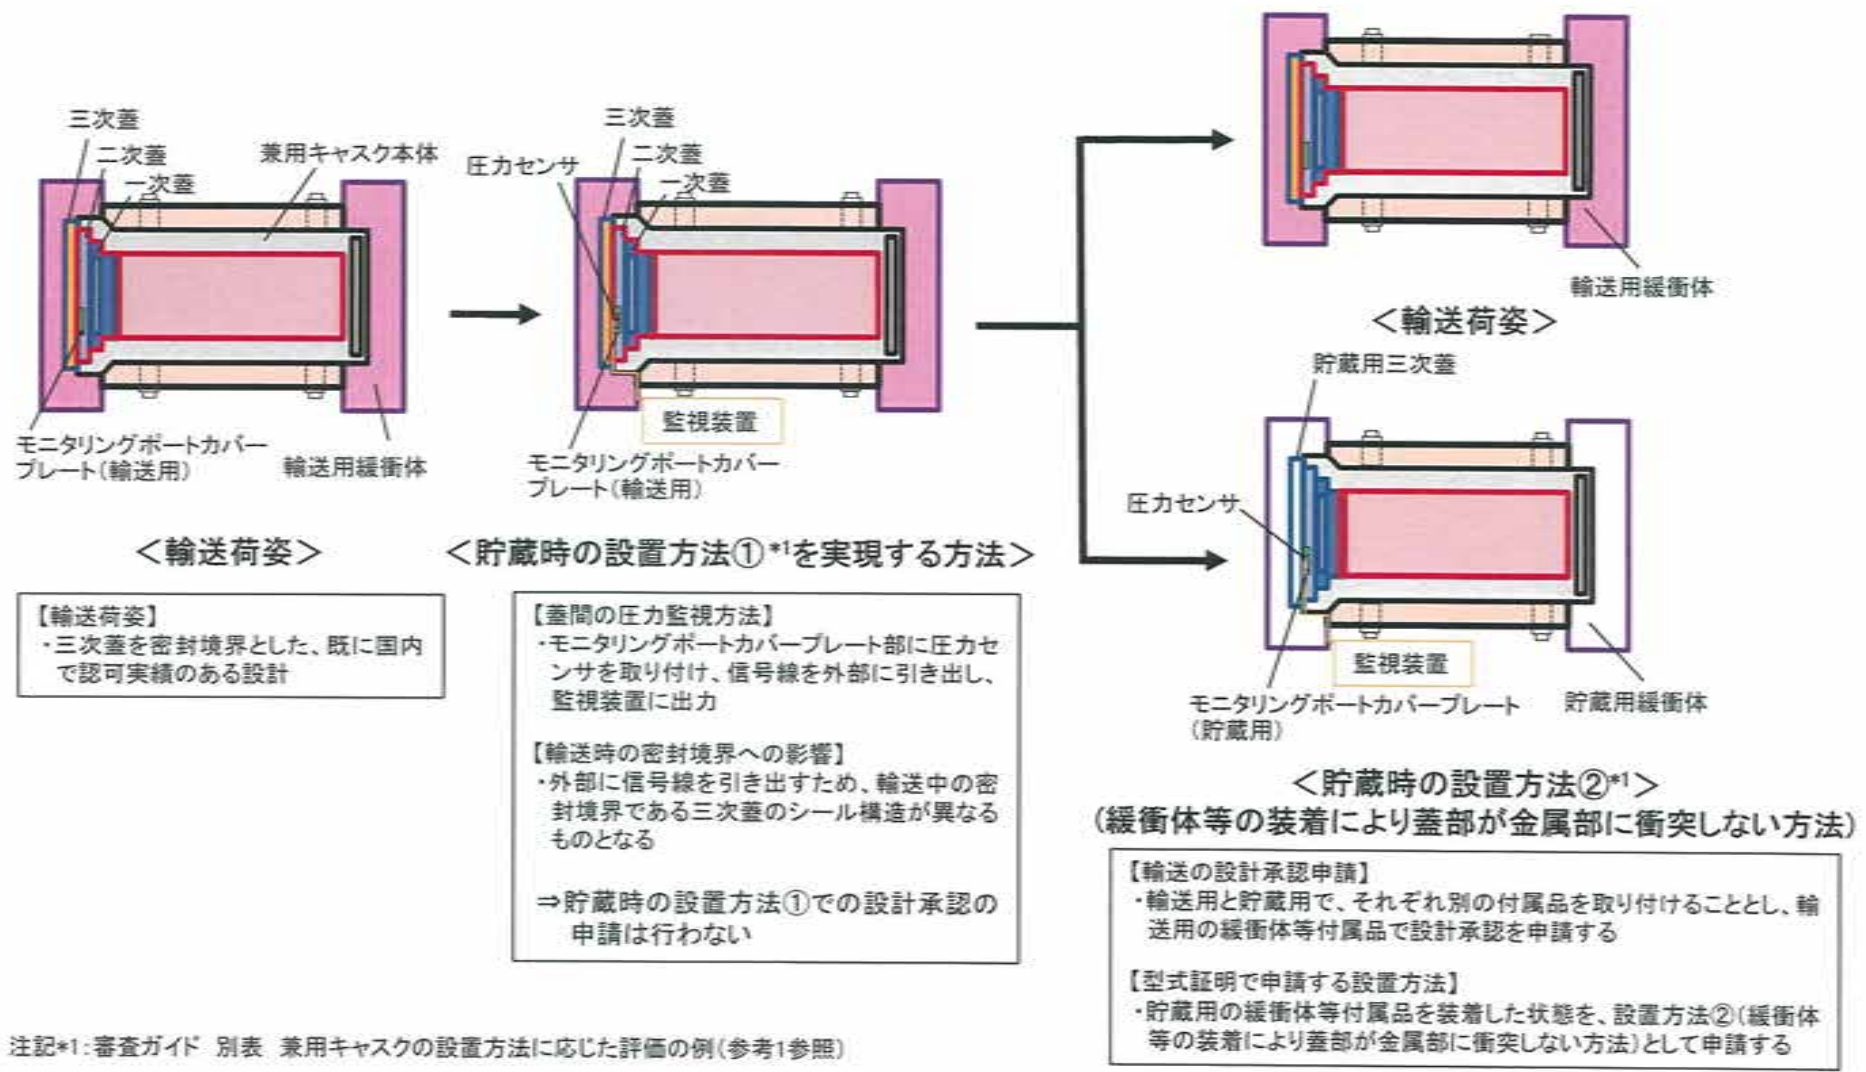 三次蓋
二次蓋
一次蓋
兼用キャスク本体
モニタリングポートカバー
プレート(輸送用)
輸送用緩衝体
<輸送荷姿>
【輸送荷姿】
・三次蓋を密封境界とした、既に国内
で認可実績のある設計
三次蓋
二次蓋
一次蓋
圧力センサ
監視装置
モニタリングポートカバー
プレート(輸送用)
<貯蔵時の設置方法①*1を実現する方法>
【蓋間の圧力監視方法】
・モニタリングポートカバープレート部に圧力セ
ンサを取り付け、信号線を外部に引き出し、
監視装置に出力
【輸送時の密封境界への影響】
・外部に信号線を引き出すため、輸送中の密
封境界である三次蓋のシール構造が異なる
ものとなる
⇒貯蔵時の設置方法①での設計承認の
申請は行わない
輸送用緩衝体
<輸送荷姿>
貯蔵用三次蓋
圧力センサ
監視装置
モニタリングポートカバープレート
(貯蔵用)
貯蔵用緩衝体
<貯蔵時の設置方法②*1>
(緩衝体等の装着により蓋部が金属部に衝突しない方法)
【輸送の設計承認申請】
・輸送用と貯蔵用で、それぞれ別の付属品を取り付けることとし、輸
送用の緩衝体等付属品で設計承認を申請する
【型式証明で申請する設置方法】
・貯蔵用の緩衝体等付属品を装着した状態を、設置方法②(緩衝体
等の装着により蓋部が金属部に衝突しない方法)として申請する
注記*1:審査ガイド 別表 兼用キャスクの設置方法に応じた評価の例(参考1参照)